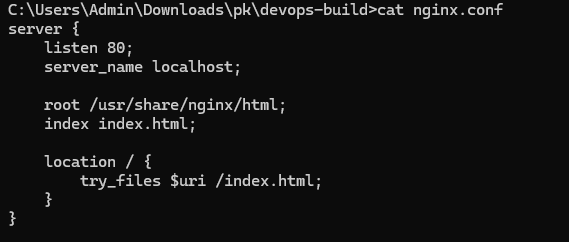 C:\Users\Admin\Downloads\pk\devops-build>cat nginx.conf
server {
    listen 80;
    server_name localhost;

    root /usr/share/nginx/html;
    index index.html;

    location / {
        try_files $uri /index.html;
    }
}